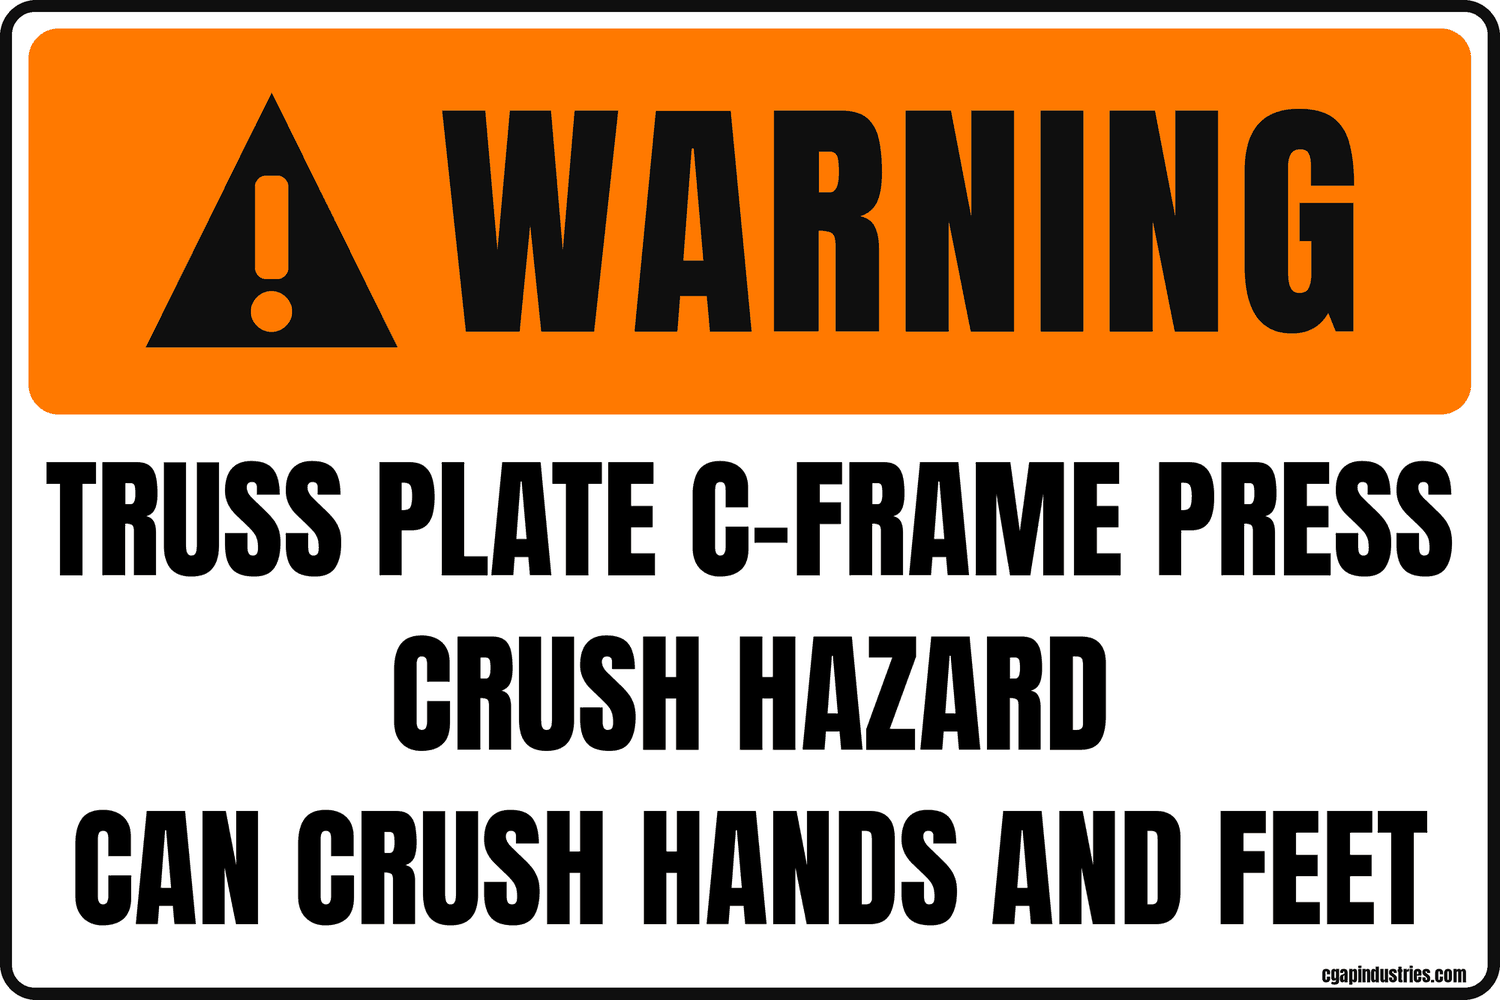 WARNING
TRUSS PLATE C-FRAME PRESS
CRUSH HAZARD
CAN CRUSH HANDS AND FEET
cgapindustries.com